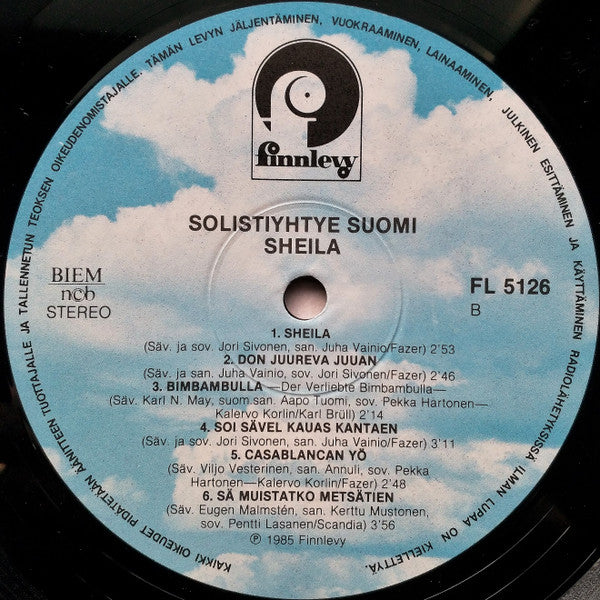 KAIKKI OIKEUDET PIDÄTETÄÄN ÄÄNITTEEN TUOTTAJALLE JA TALLENNETUN TEOKSEN OIKEUDENOMISTAJALLE. TÄMÄN LEVYN JÄLJENTÄMINEN, VUOKRAAMINEN, LAINAAMINEN, JULKINEN ESITTÄMINEN JA KÄYTTÄMINEN RADIOLÄHETYKSISSÄ ILMAN LUPAA ON KIELLETTYÄ.
finnlevy
SOLISTIYHTYE SUOMI
SHEILA
BIEM
ncb
STEREO
FL 5126
B
1. SHEILA
(Säv. ja sov. Jori Sivonen, san. Juha Vainio/Fazer) 2'53
2. DON JUUREVA JUUAN
(Säv. ja san. Juha Vainio, sov. Jori Sivonen/Fazer) 2'46
3. BIMBAMBULLA —Der Verliebte Bimbambulla—
(Säv. Karl N. May, suom.san. Aapo Tuomi, sov. Pekka Hartonen—
Kalervo Korlin/Karl Brüll) 2'14
4. SOI SÄVEL KAUAS KANTAEN
(Säv. ja sov. Jori Sivonen, san. Juha Vainio/Fazer) 3'11
5. CASABLANCAN YÖ
(Säv. Viljo Vesterinen, san. Annuli, sov. Pekka
Hartonen—Kalervo Korlin/Fazer) 2'48
6. SÄ MUISTATKO METSÄTIEN
(Säv. Eugen Malmstén, san. Kerttu Mustonen,
sov. Pentti Lasanen/Scandia) 3'56
℗ 1985 Finnlevy